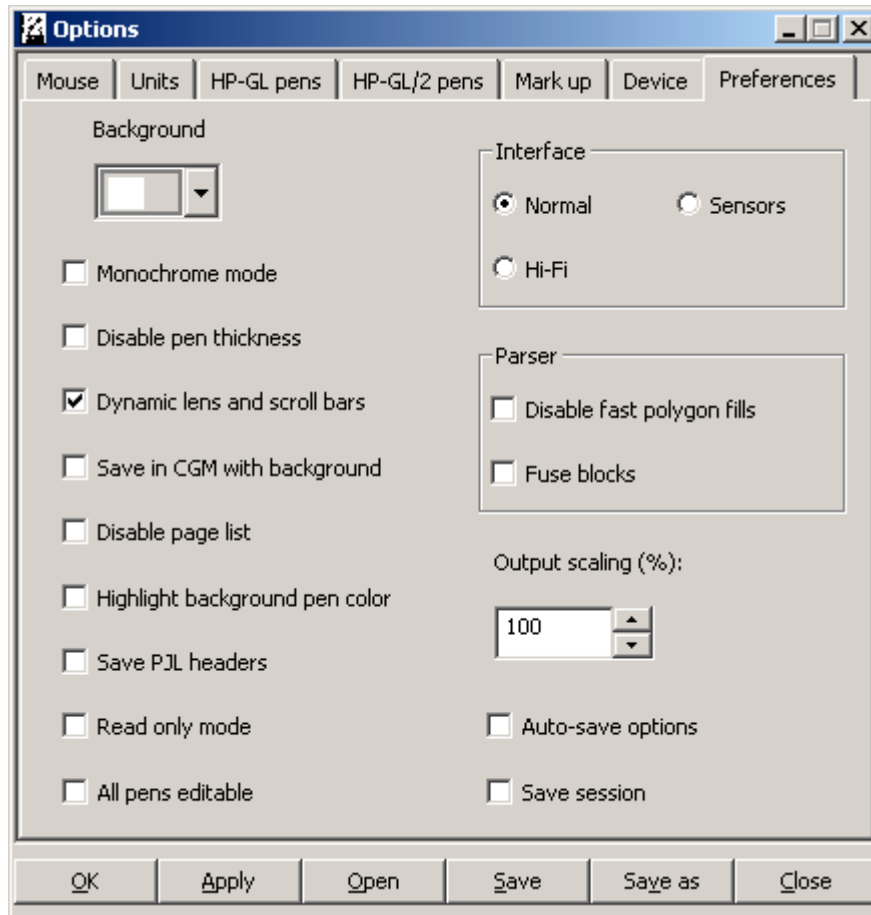 Options
Mouse Units HP-GL pens HP-GL/2 pens Mark up Device Preferences
Background
Monochrome mode
Disable pen thickness
Dynamic lens and scroll bars
Save in CGM with background
Disable page list
Highlight background pen color
Save PJL headers
Read only mode
All pens editable
Interface
Normal Sensors
Hi-Fi
Parser
Disable fast polygon fills
Fuse blocks
Output scaling (%):
100
Auto-save options
Save session
OK Apply Open Save Save as Close